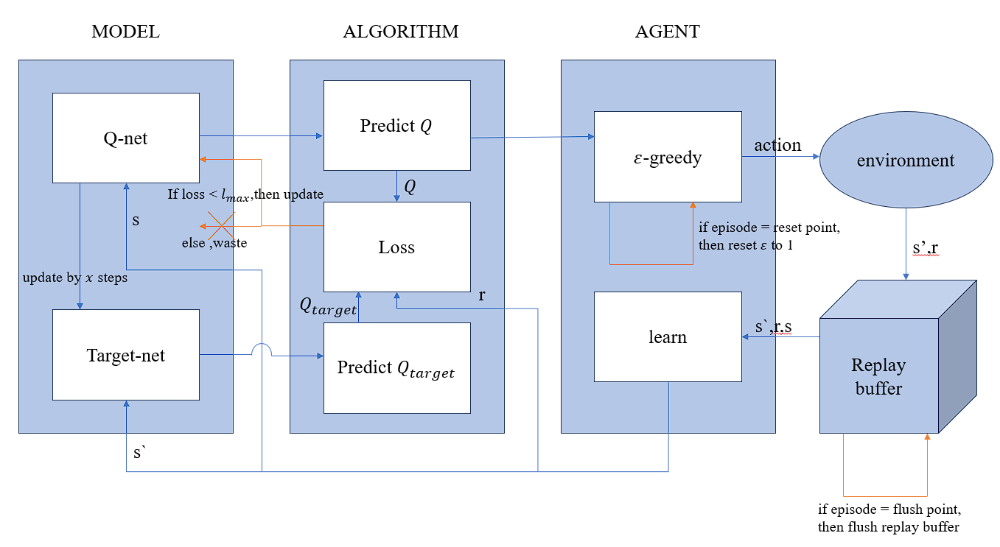 MODEL
ALGORITHM
AGENT
Q-net
Predict Q
ε-greedy
action
environment
Q
If loss < l_max,then update
s
else ,waste
Loss
if episode = reset point,
then reset ε to 1
s’,r
update by x steps
Q_target
r
s`,r,s
learn
Target-net
Predict Q_target
Replay
buffer
s`
if episode = flush point,
then flush replay buffer